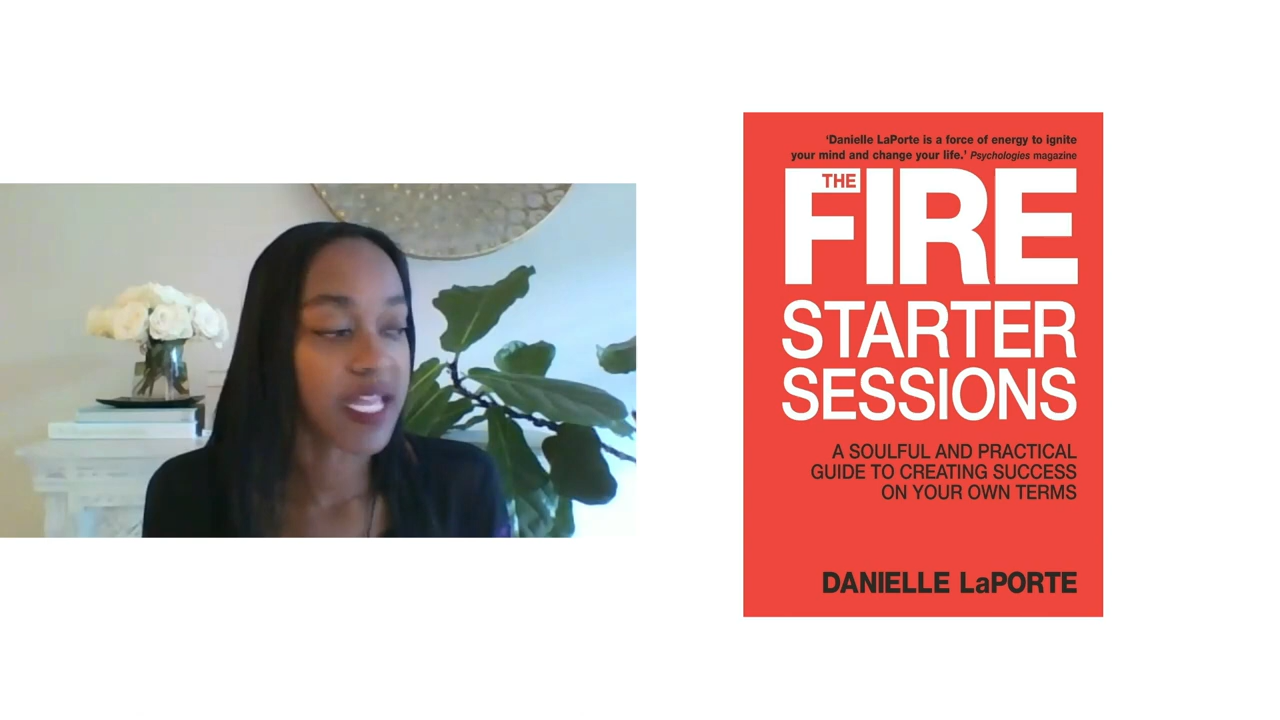 'Danielle LaPorte is a force of energy to ignite
your mind and change your life.' Psychologies magazine
THE
FIRE
STARTER
SESSIONS
A SOULFUL AND PRACTICAL
GUIDE TO CREATING SUCCESS
ON YOUR OWN TERMS
DANIELLE LaPORTE